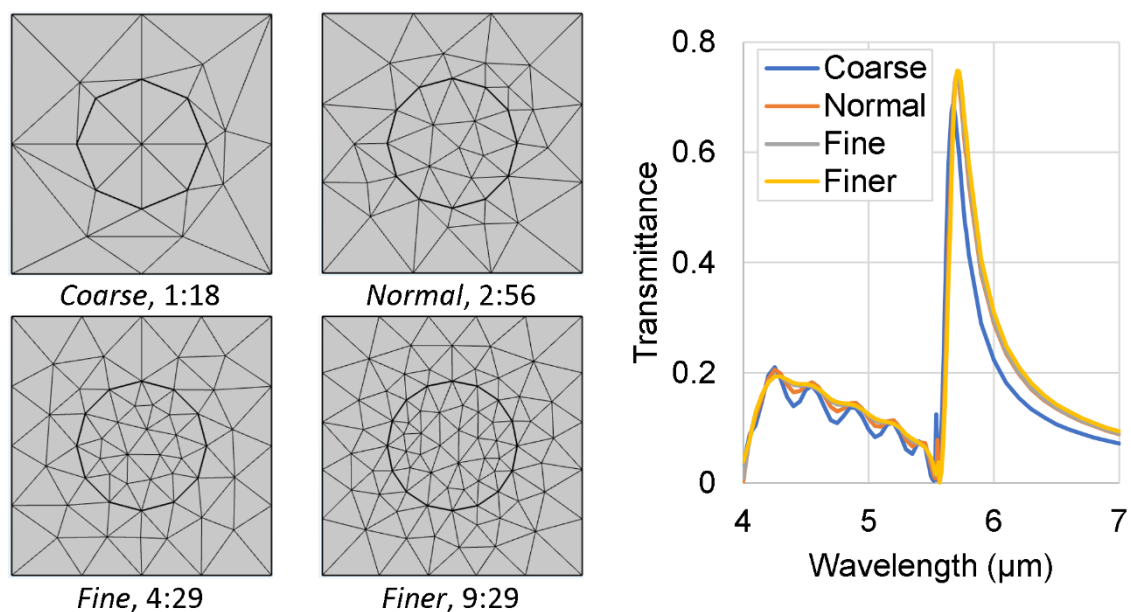 Coarse, 1:18
Normal, 2:56
Fine, 4:29
Finer, 9:29
Transmittance
0.8
0.6
0.4
0.2
0
Coarse
Normal
Fine
Finer
4
5
6
7
Wavelength (μm)